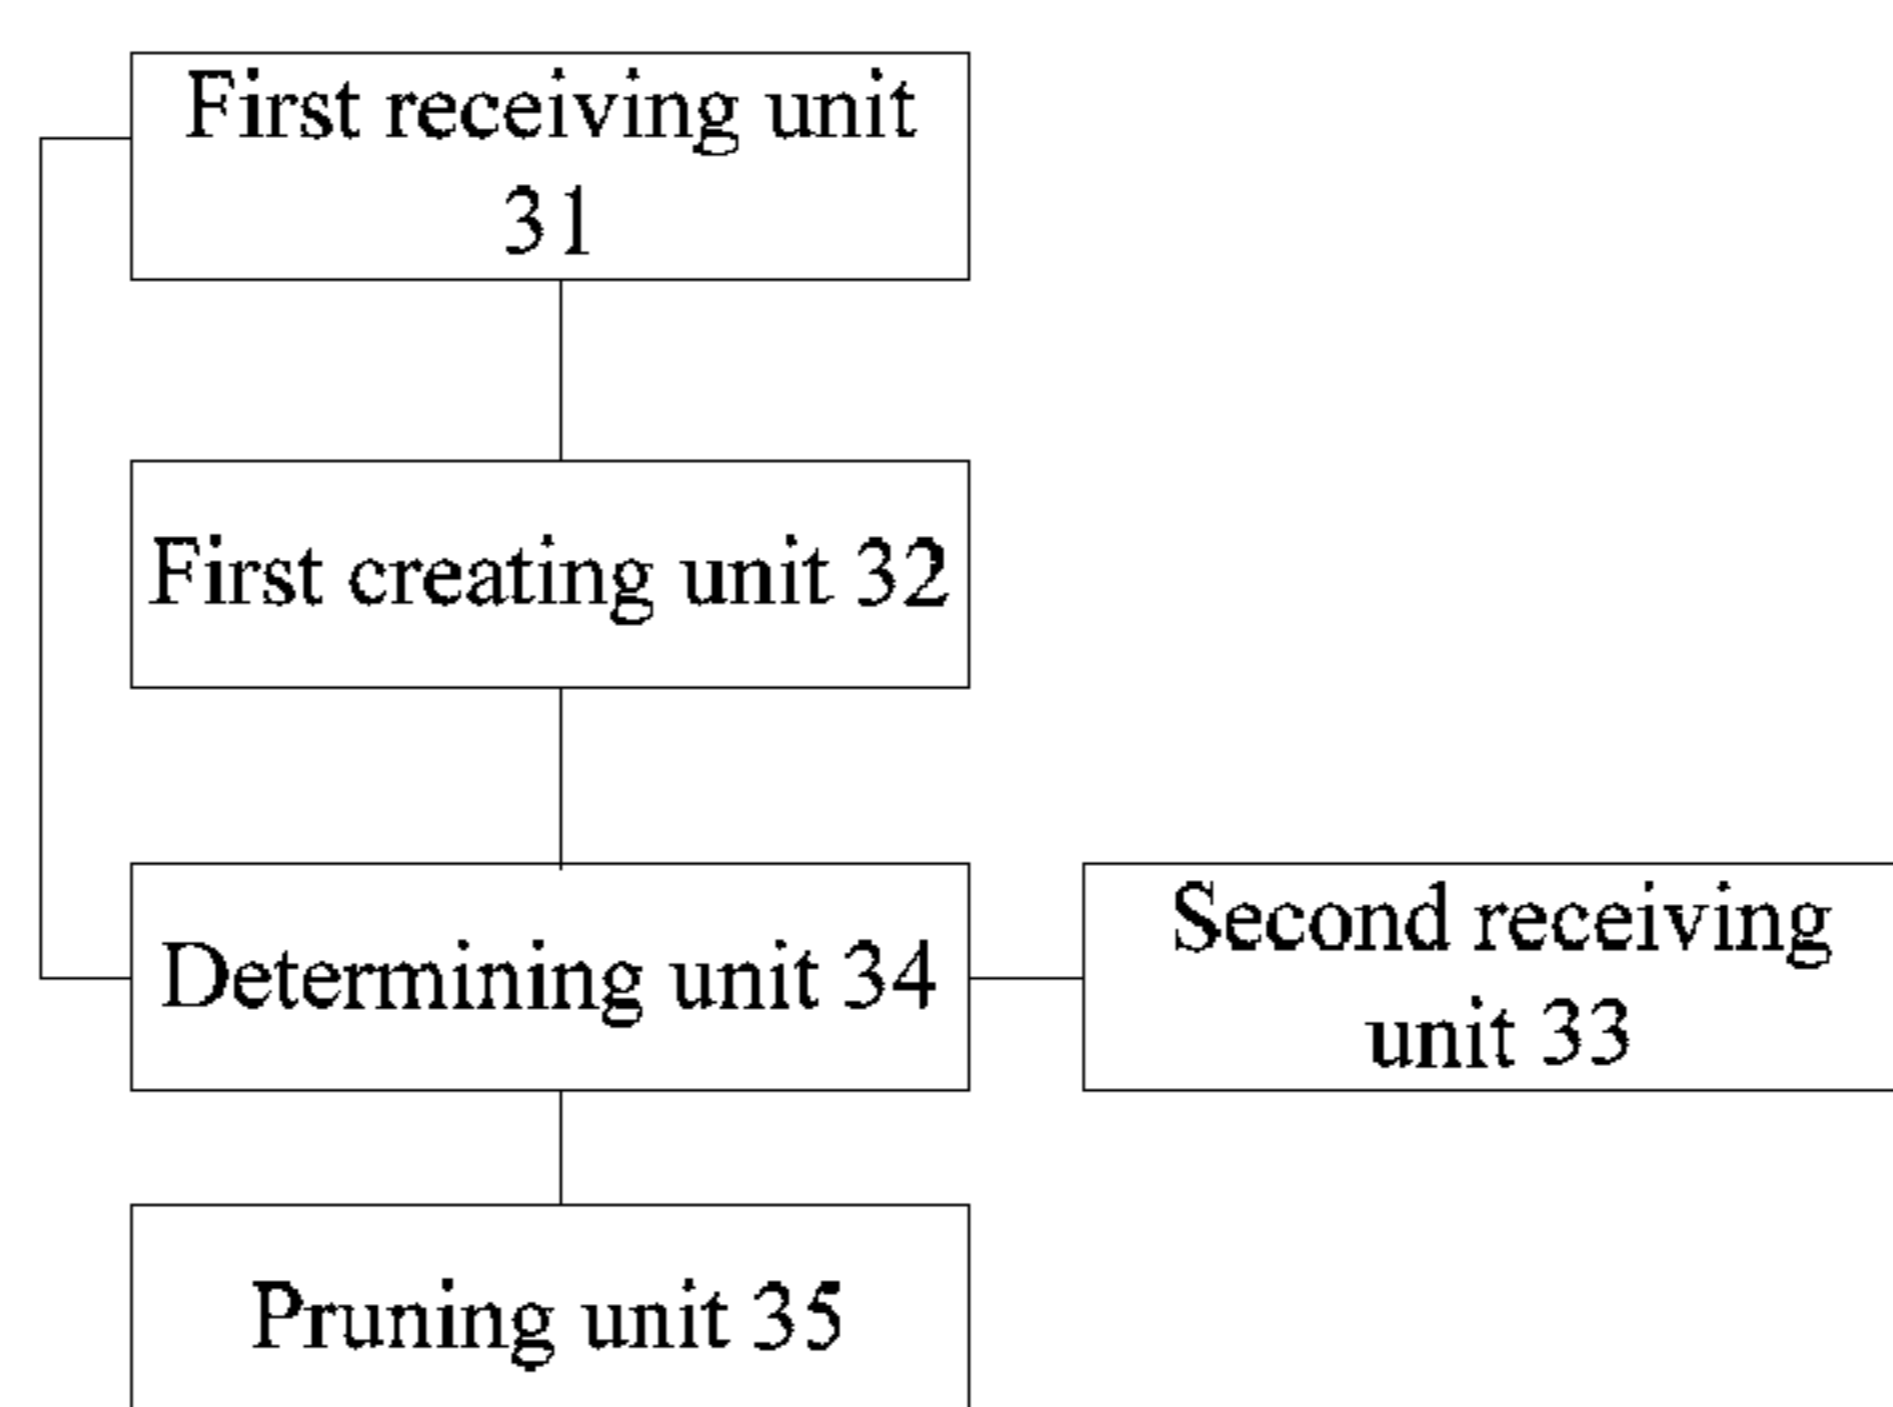 First receiving unit
31
First creating unit 32
Determining unit 34
Second receiving
unit 33
Pruning unit 35